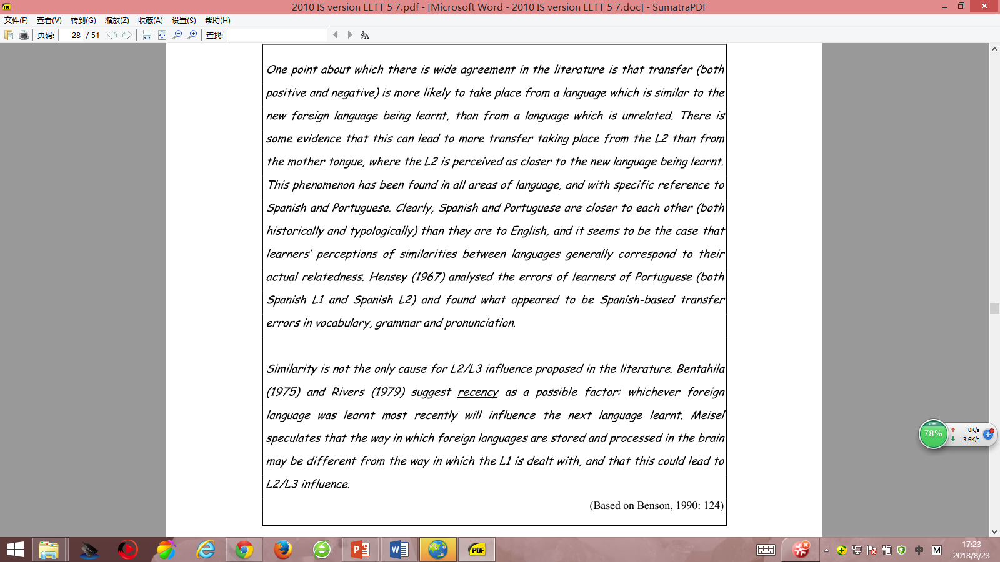 2010 IS version ELTT 5 7.pdf - [Microsoft Word - 2010 IS version ELTT 5 7.doc] - SumatraPDF
文件(F) 查看(V) 转到(G) 缩放(Z) 收藏(A) 设置(S) 帮助(H)
页码: 28 / 51 查找:
One point about which there is wide agreement in the literature is that transfer (both
positive and negative) is more likely to take place from a language which is similar to the
new foreign language being learnt, than from a language which is unrelated. There is
some evidence that this can lead to more transfer taking place from the L2 than from
the mother tongue, where the L2 is perceived as closer to the new language being learnt.
This phenomenon has been found in all areas of language, and with specific reference to
Spanish and Portuguese. Clearly, Spanish and Portuguese are closer to each other (both
historically and typologically) than they are to English, and it seems to be the case that
learners’ perceptions of similarities between languages generally correspond to their
actual relatedness. Hensey (1967) analysed the errors of learners of Portuguese (both
Spanish L1 and Spanish L2) and found what appeared to be Spanish-based transfer
errors in vocabulary, grammar and pronunciation.
Similarity is not the only cause for L2/L3 influence proposed in the literature. Bentahila
(1975) and Rivers (1979) suggest recency as a possible factor: whichever foreign
language was learnt most recently will influence the next language learnt. Meisel
speculates that the way in which foreign languages are stored and processed in the brain
may be different from the way in which the L1 is dealt with, and that this could lead to
L2/L3 influence.
(Based on Benson, 1990: 124)
78% 0K/s
3.6K/s
PDF
中 M
17:23
2018/8/23